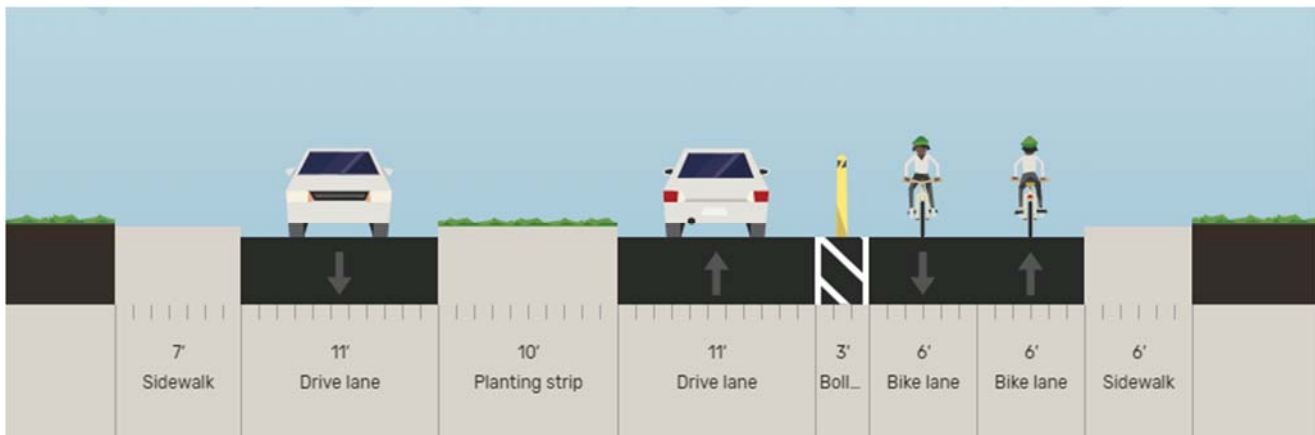 7' 11' 10' 11' 3' 6' 6' 6'
Sidewalk Drive lane Planting strip Drive lane Boll... Bike lane Bike lane Sidewalk